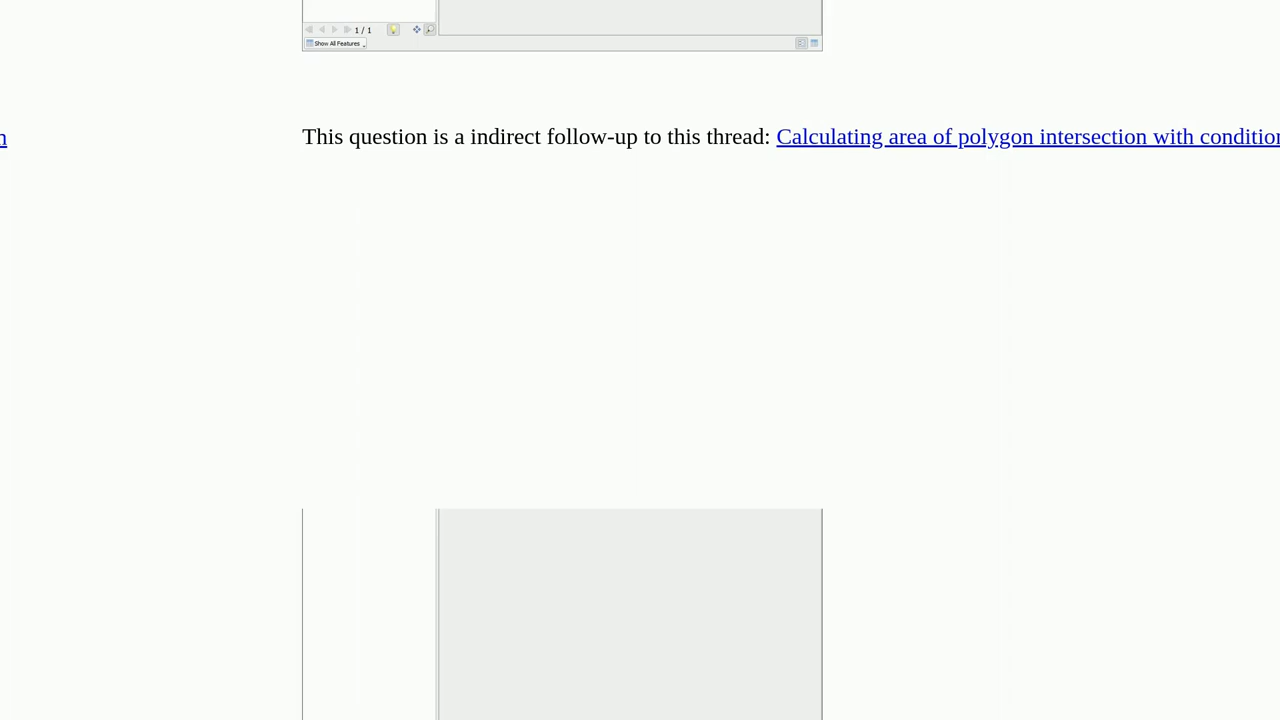 1 / 1
Show All Features
This question is a indirect follow-up to this thread: Calculating area of polygon intersection with condition